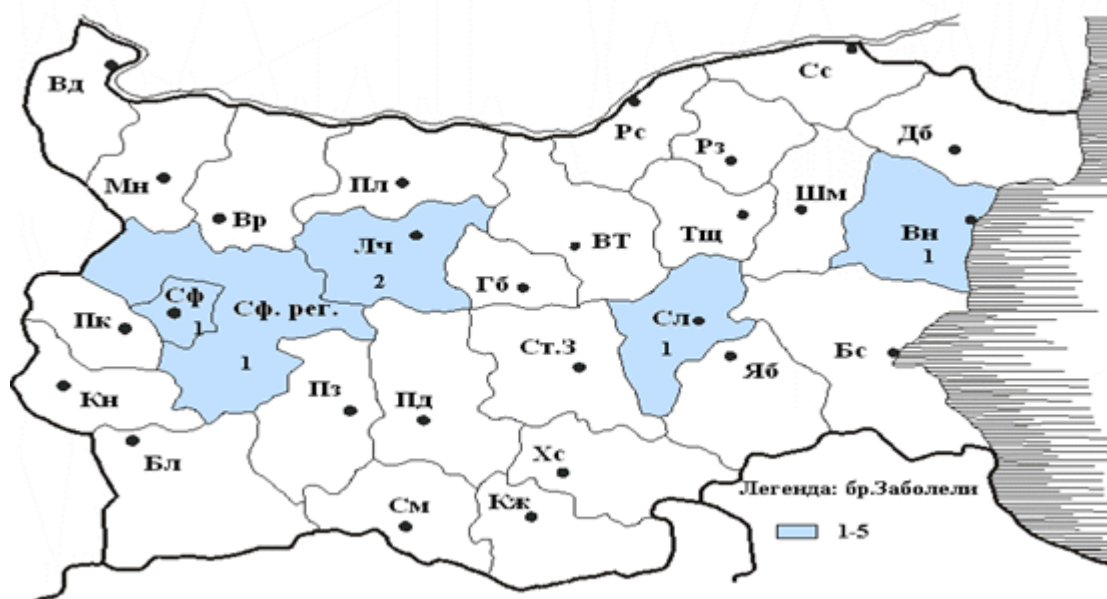 Сс
Вд
Рс
Дб
Рз
Мн
Пл
Шм
Вр
Тщ
Вн
1
ВТ
Лч
2
Гб
Сф
1
Сф. рег.
1
Пк
Сл
1
Ст.З
Бс
Яб
Кн
Пз
Пд
Бл
Хс
См
Кж
Легенда: бр.Заболели
1-5